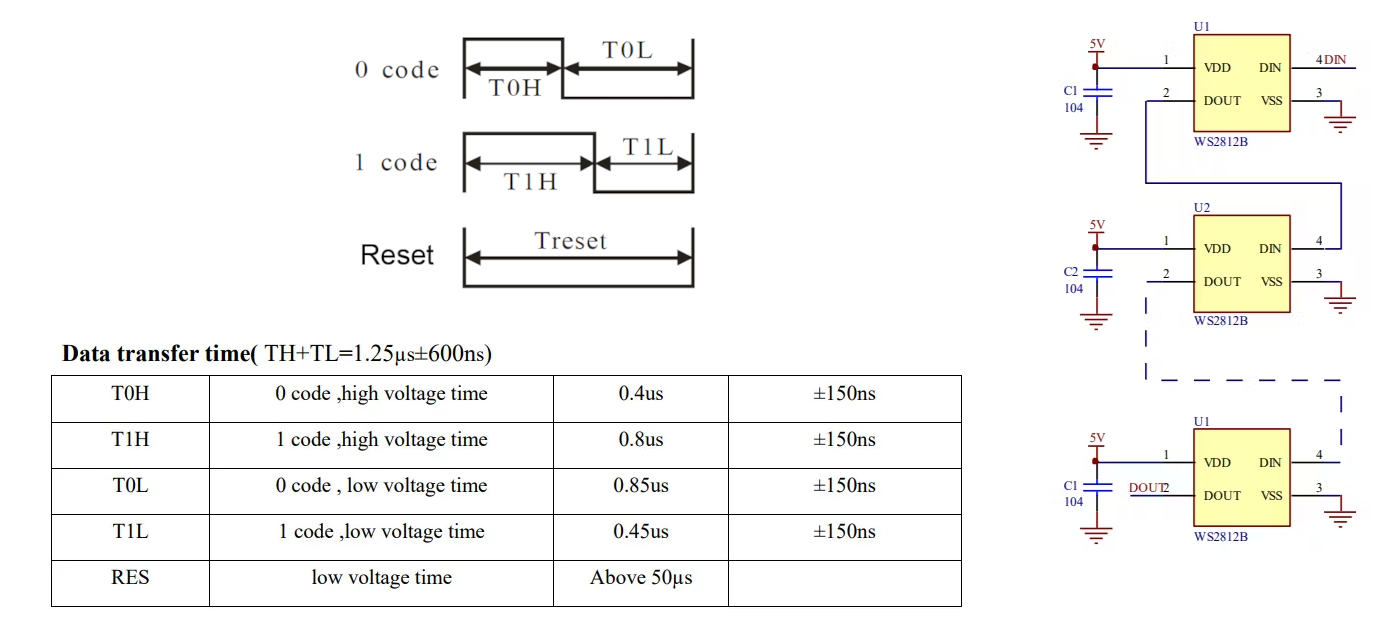 0 code
T0H
T0L
1 code
T1H
T1L
Reset
Treset
Data transfer time( TH+TL=1.25µs±600ns)
T0H 0 code ,high voltage time 0.4us ±150ns
T1H 1 code ,high voltage time 0.8us ±150ns
T0L 0 code , low voltage time 0.85us ±150ns
T1L 1 code ,low voltage time 0.45us ±150ns
RES low voltage time Above 50µs
U1
5V
1 VDD DIN 4 DIN
C1
104
2 DOUT VSS 3
WS2812B
U2
5V
1 VDD DIN 4
C2
104
2 DOUT VSS 3
WS2812B
U1
5V
1 VDD DIN 4
C1
104
DOUT 2 DOUT VSS 3
WS2812B